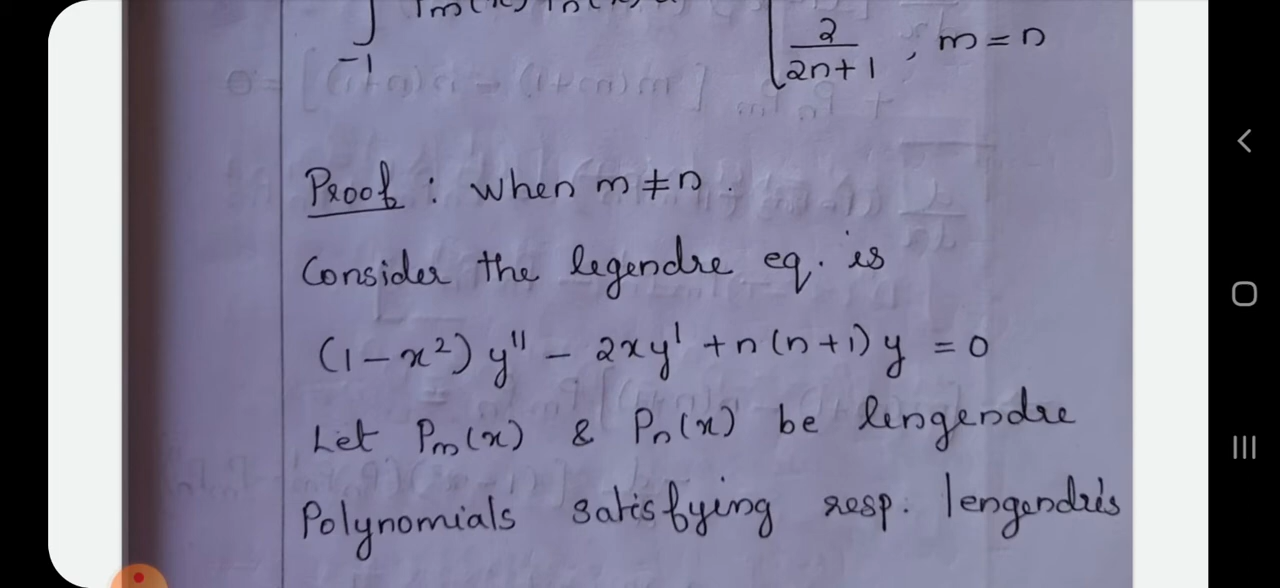 ∫ -1
2/2n+1 , m = n
Proof : when m ≠ n .
Consider the legendre eq. is
(1 - x²) y'' - 2xy' + n (n+1) y = 0
Let Pm(x) & Pn(x) be lengendre
Polynomials satisfying resp. lengendre's